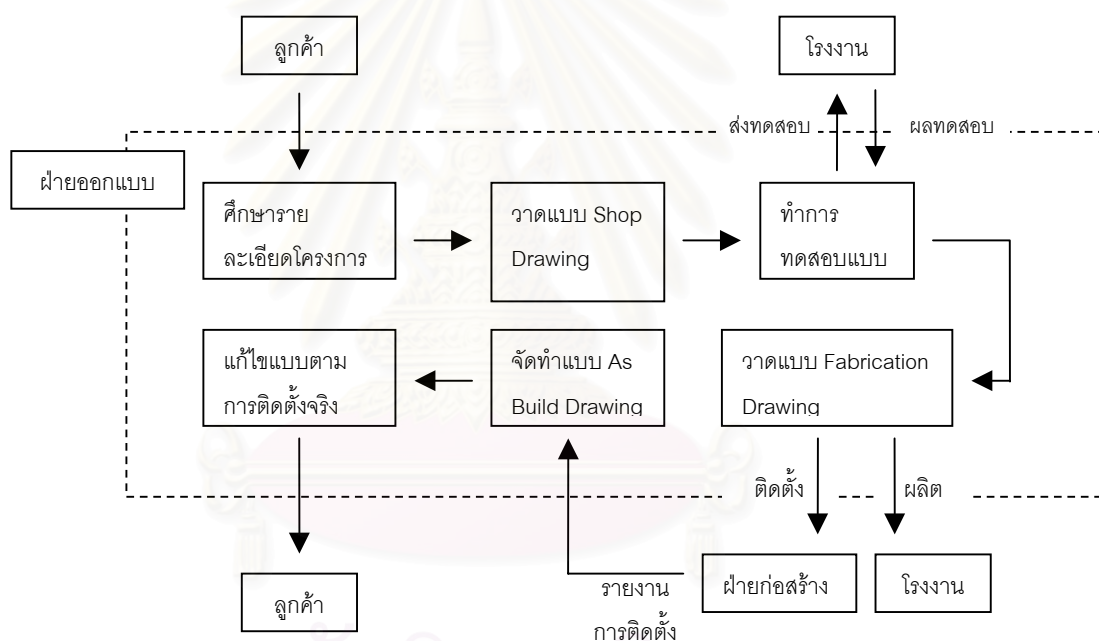 ลูกค้า
โรงงาน
ส่งทดสอบ
ผลทดสอบ
ฝ่ายออกแบบ
ศึกษาราย
ละเอียดโครงการ
วาดแบบ Shop
Drawing
ทำการ
ทดสอบแบบ
แก้ไขแบบตาม
การติดตั้งจริง
จัดทำแบบ As
Build Drawing
วาดแบบ Fabrication
Drawing
ติดตั้ง
ผลิต
ลูกค้า
รายงาน
การติดตั้ง
ฝ่ายก่อสร้าง
โรงงาน